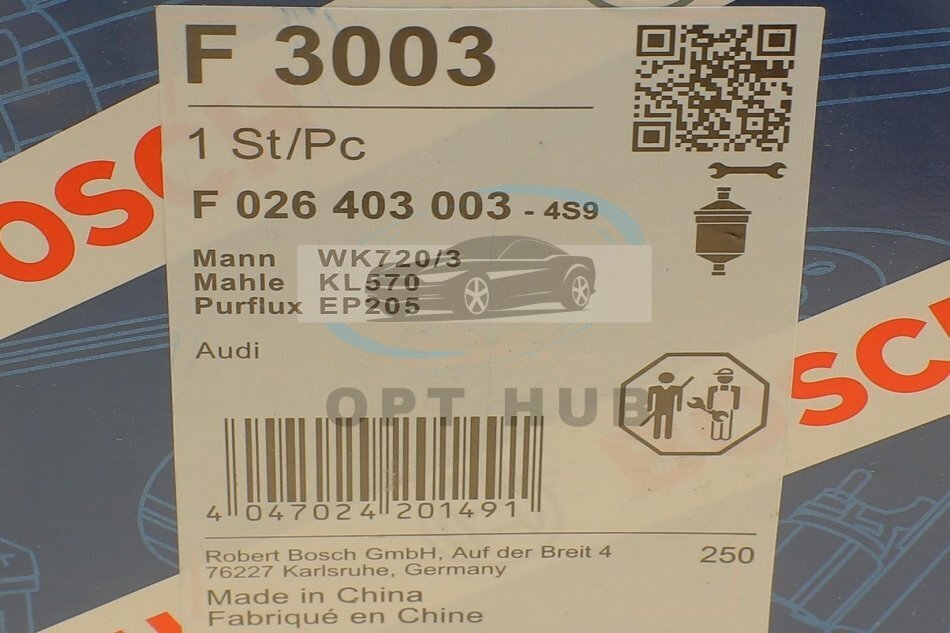 F 3003
1 St/Pc
F 026 403 003 - 4S9
Mann WK720/3
Mahle KL570
Purflux EP205
Audi
OPT HUB
4 047024 201491
Robert Bosch GmbH, Auf der Breit 4
76227 Karlsruhe, Germany
250
Made in China
Fabriqué en Chine
BOSCH
BOSCH